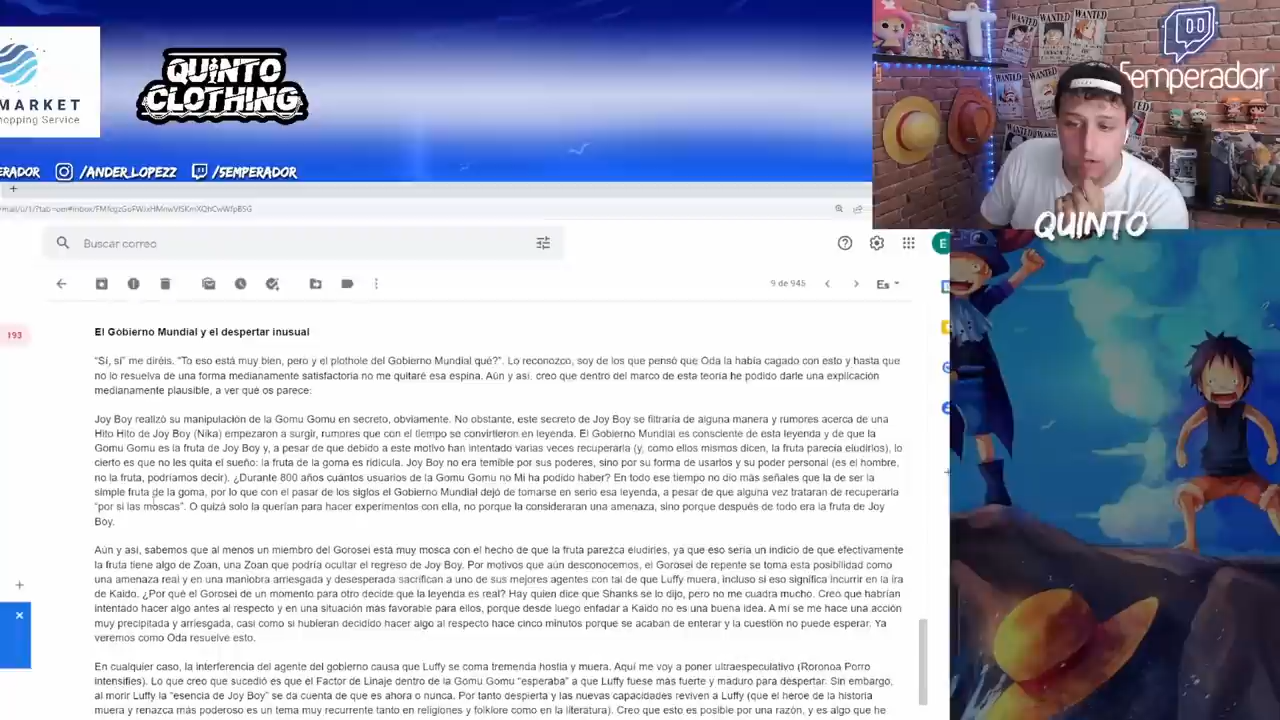 MARKET
hopping Service
QUINTO
CLOTHING
ERADOR /ANDER_LOPEZZ /SEMPERADOR
WANTED WANTED WANTED
Semperador
QUINTO
Buscar correo
E
9 de 945
Es
193
El Gobierno Mundial y el despertar inusual
"Sí, sí" me diréis. "To eso está muy bien, pero y el plothole del Gobierno Mundial qué?". Lo reconozco, soy de los que pensó que Oda la había cagado con esto y hasta que
no lo resuelva de una forma medianamente satisfactoria no me quitaré esa espina. Aún y así, creo que dentro del marco de esta teoría he podido darle una explicación
medianamente plausible, a ver qué os parece:
Joy Boy realizó su manipulación de la Gomu Gomu en secreto, obviamente. No obstante, este secreto de Joy Boy se filtraría de alguna manera y rumores acerca de una
Hito Hito de Joy Boy (Nika) empezaron a surgir, rumores que con el tiempo se convirtieron en leyenda. El Gobierno Mundial es consciente de esta leyenda y de que la
Gomu Gomu es la fruta de Joy Boy y, a pesar de que debido a este motivo han intentado varias veces recuperarla (y, como ellos mismos dicen, la fruta parecía eludirlos), lo
cierto es que no les quita el sueño: la fruta de la goma es ridícula. Joy Boy no era temible por sus poderes, sino por su forma de usarlos y su poder personal (es el hombre,
no la fruta, podríamos decir). ¿Durante 800 años cuántos usuarios de la Gomu Gomu no Mi ha podido haber? En todo ese tiempo no dio más señales que la de ser la
simple fruta de la goma, por lo que con el pasar de los siglos el Gobierno Mundial dejó de tomarse en serio esa leyenda, a pesar de que alguna vez trataran de recuperarla
"por si las moscas". O quizá solo la querían para hacer experimentos con ella, no porque la consideraran una amenaza, sino porque después de todo era la fruta de Joy
Boy.
Aún y así, sabemos que al menos un miembro del Gorosei está muy mosca con el hecho de que la fruta parezca eludirles, ya que eso sería un indicio de que efectivamente
la fruta tiene algo de Zoan, una Zoan que podría ocultar el regreso de Joy Boy. Por motivos que aún desconocemos, el Gorosei de repente se toma esta posibilidad como
una amenaza real y en una maniobra arriesgada y desesperada sacrifican a uno de sus mejores agentes con tal de que Luffy muera, incluso si eso significa incurrir en la ira
de Kaido. ¿Por qué el Gorosei de un momento para otro decide que la leyenda es real? Hay quien dice que Shanks se lo dijo, pero no me cuadra mucho. Creo que habrían
intentado hacer algo antes al respecto y en una situación más favorable para ellos, porque desde luego enfadar a Kaido no es una buena idea. A mí se me hace una acción
muy precipitada y arriesgada, casi como si hubieran decidido hacer algo al respecto hace cinco minutos porque se acaban de enterar y la cuestión no puede esperar. Ya
veremos como Oda resuelve esto.
En cualquier caso, la interferencia del agente del gobierno causa que Luffy se coma tremenda hostia y muera. Aquí me voy a poner ultraespeculativo (Roronoa Porro
intensifies). Lo que creo que sucedió es que el Factor de Linaje dentro de la Gomu Gomu "esperaba" a que Luffy fuese más fuerte y maduro para despertar. Sin embargo,
al morir Luffy la "esencia de Joy Boy" se da cuenta de que es ahora o nunca. Por tanto despierta y las nuevas capacidades reviven a Luffy (que el héroe de la historia
muera y renazca más poderoso es un tema muy recurrente tanto en religiones y folklore como en la literatura). Creo que esto es posible por una razón, y es algo que he